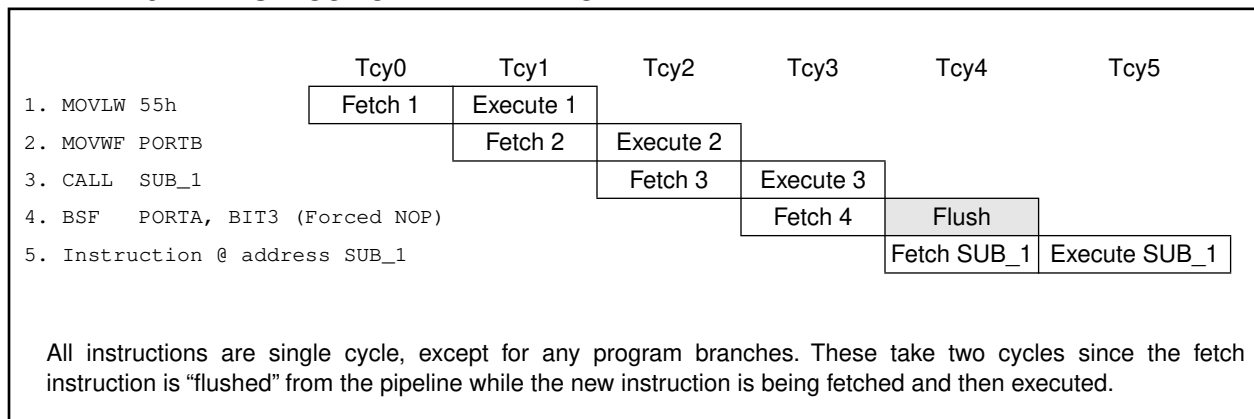 Tcy0 Tcy1 Tcy2 Tcy3 Tcy4 Tcy5
1. MOVLW 55h Fetch 1 Execute 1
2. MOVWF PORTB Fetch 2 Execute 2
3. CALL SUB_1 Fetch 3 Execute 3
4. BSF PORTA, BIT3 (Forced NOP) Fetch 4 Flush
5. Instruction @ address SUB_1 Fetch SUB_1 Execute SUB_1
All instructions are single cycle, except for any program branches. These take two cycles since the fetch
instruction is “flushed” from the pipeline while the new instruction is being fetched and then executed.